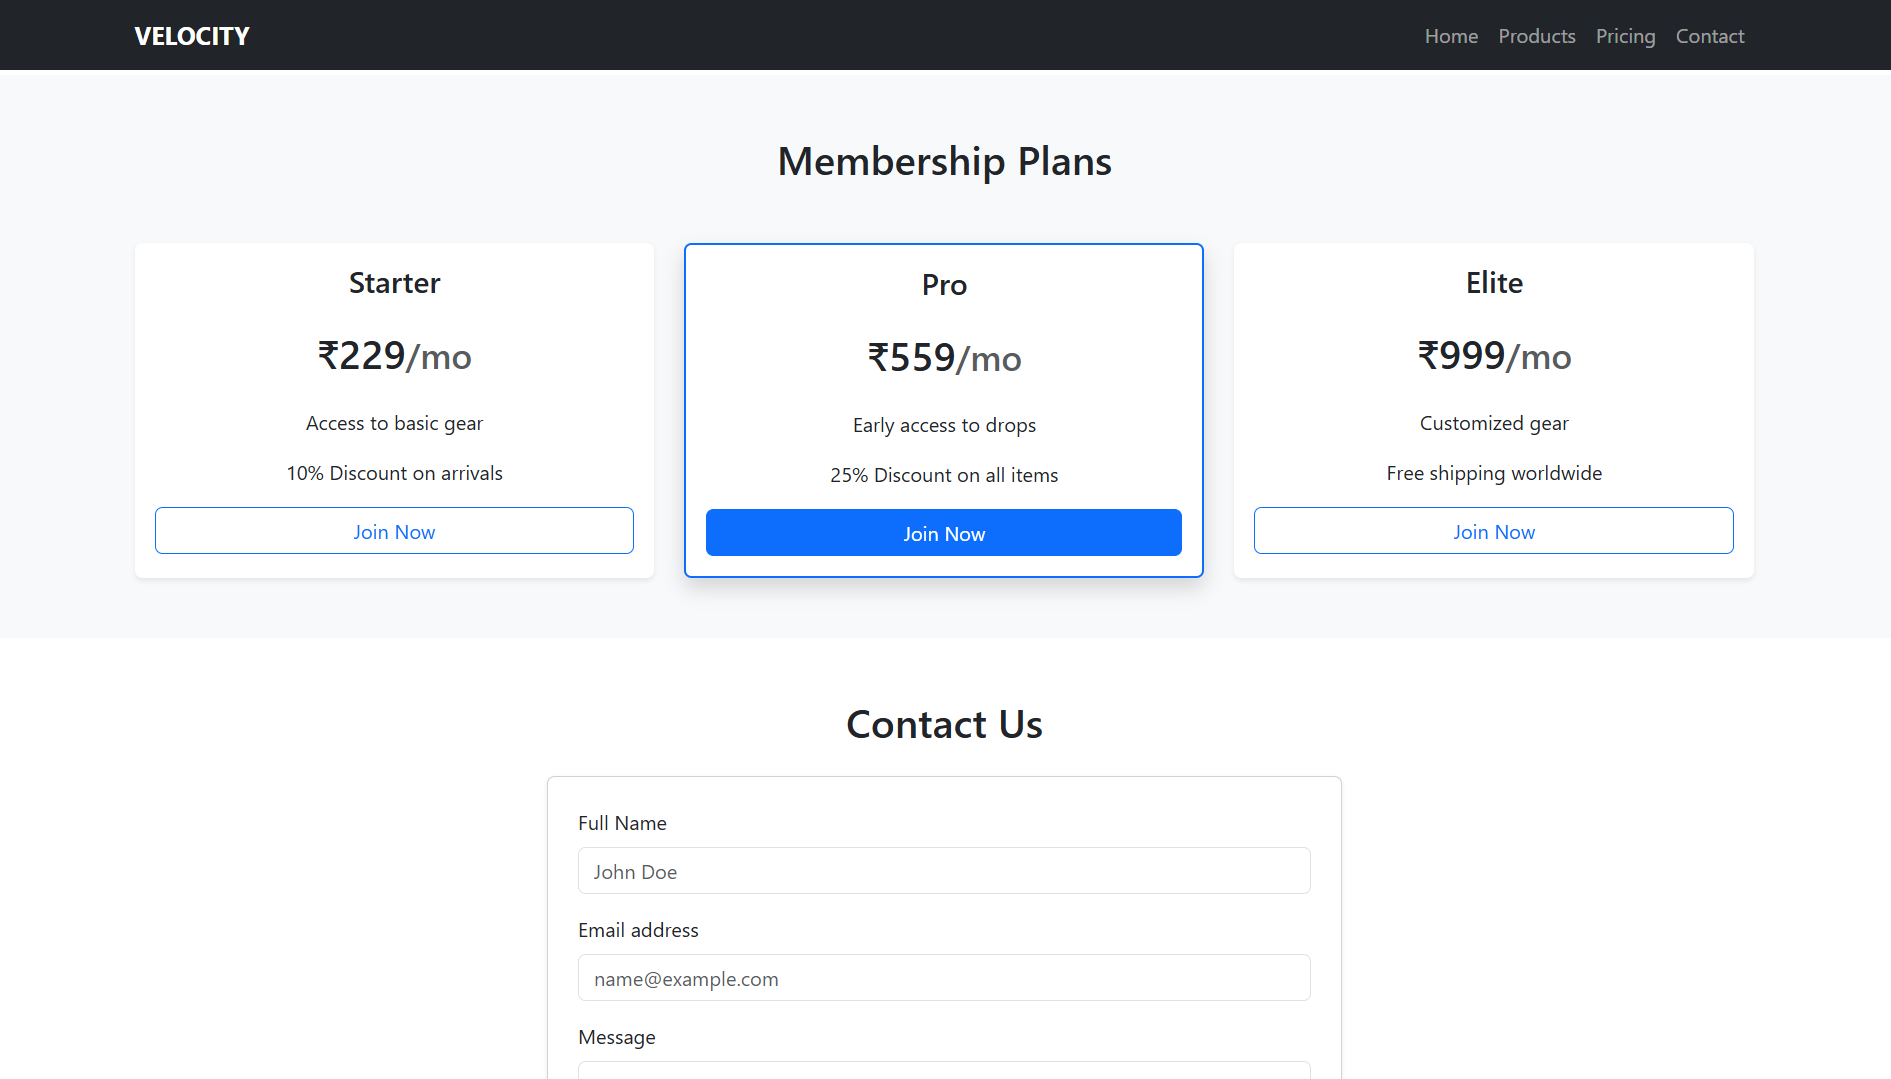 VELOCITY
Home Products Pricing Contact
Membership Plans
Starter
₹229/mo
Access to basic gear
10% Discount on arrivals
Join Now
Pro
₹559/mo
Early access to drops
25% Discount on all items
Join Now
Elite
₹999/mo
Customized gear
Free shipping worldwide
Join Now
Contact Us
Full Name
John Doe
Email address
name@example.com
Message